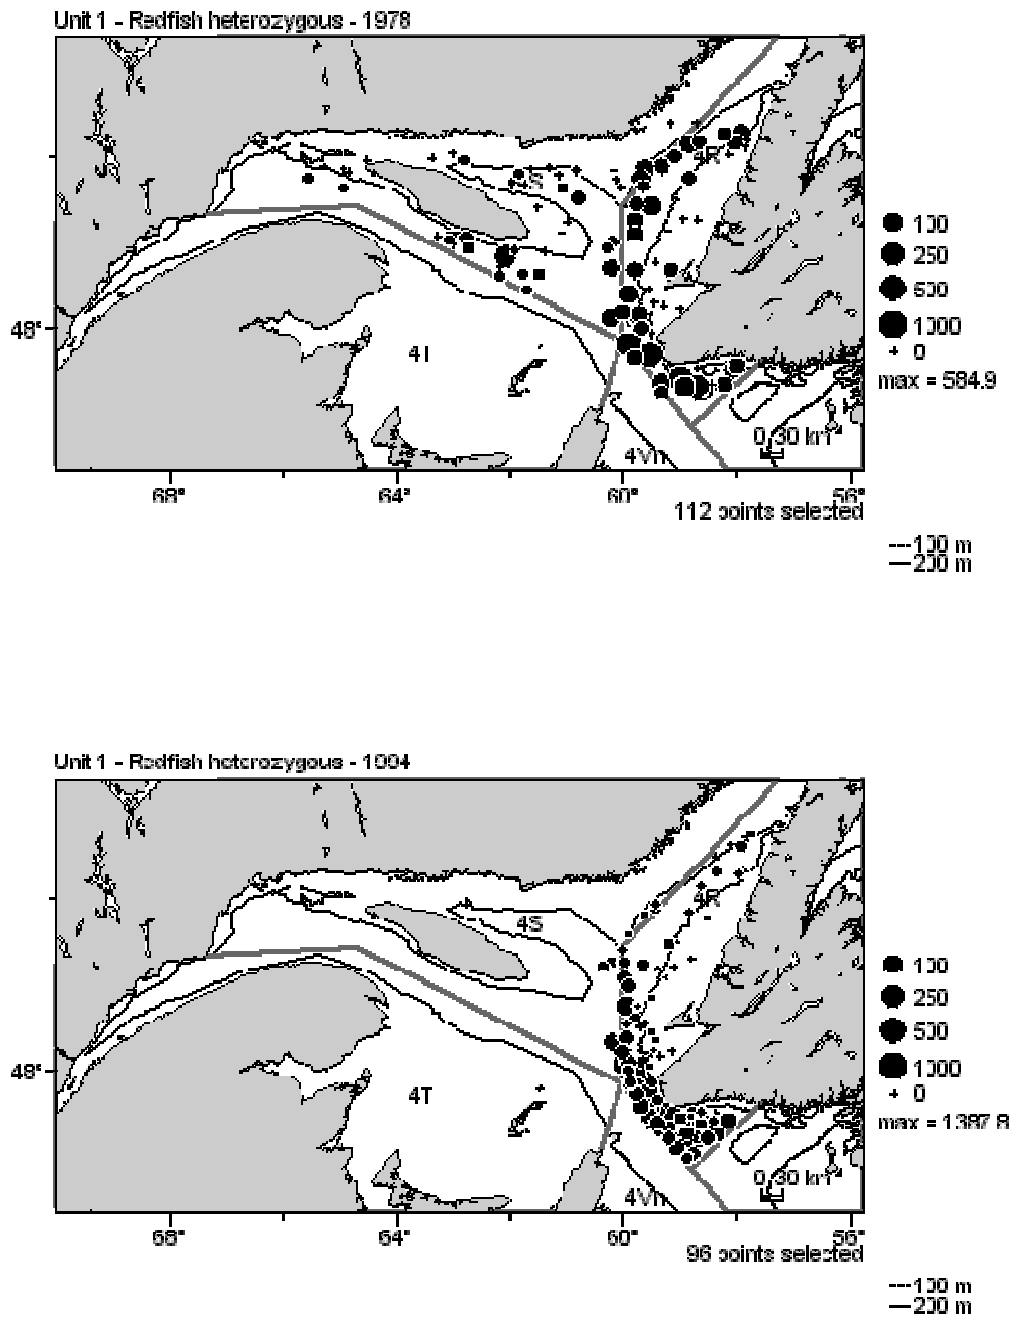 Unit 1 - Redfish heterozygous - 1978
4S
4R
100
250
500
1000
0
max = 584.9
48°
4T
4Vn
0 30 km
68°
64°
60°
56°
112 points selected
---100 m
—200 m
Unit 1 - Redfish heterozygous -
4S
4R
100
250
500
1000
0
max = 1387.8
48°
4T
4Vn
0 30 km
68°
64°
60°
56°
96 points selected
---100 m
—200 m